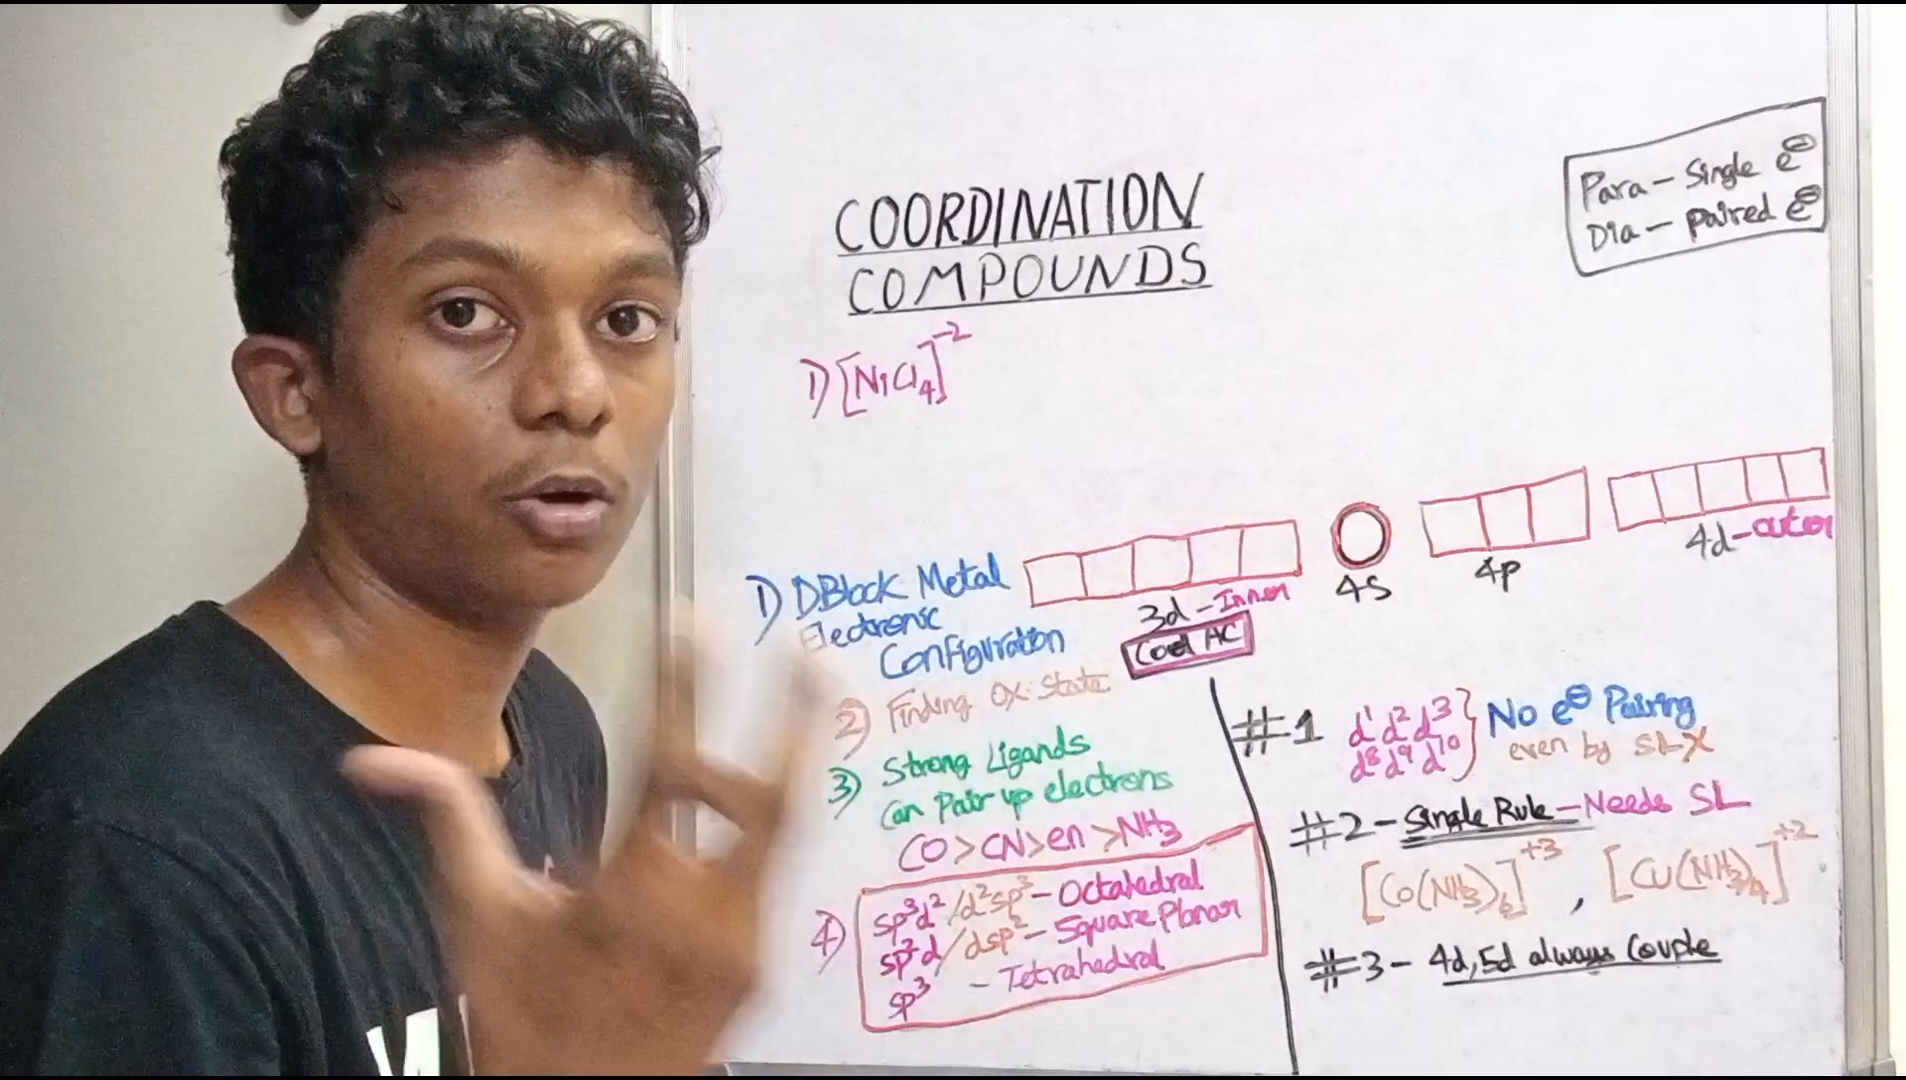 COORDINATION
COMPOUNDS
Para - Single e⊖
Dia - Paired e⊖
1) [NiCl₄]⁻²
3d - Inner
4s
4p
4d - outer
Cool AC
1) D Block Metal
Electronic
Configuration
2) Finding Ox. State
3) Strong Ligands
Can Pair up electrons
CO > CN > en > NH₃
4) sp³d² / d²sp³ - Octahedral
sp²d / dsp² - Square Planar
sp³ - Tetrahedral
#1 d¹ d² d³ } No e⊖ Pairing
d⁸ d⁹ d¹⁰ even by SL X
#2 - Single Rule - Needs SL
[Co(NH₃)₆]⁺³ , [Cu(NH₃)₄]⁺²
#3 - 4d, 5d always Couple